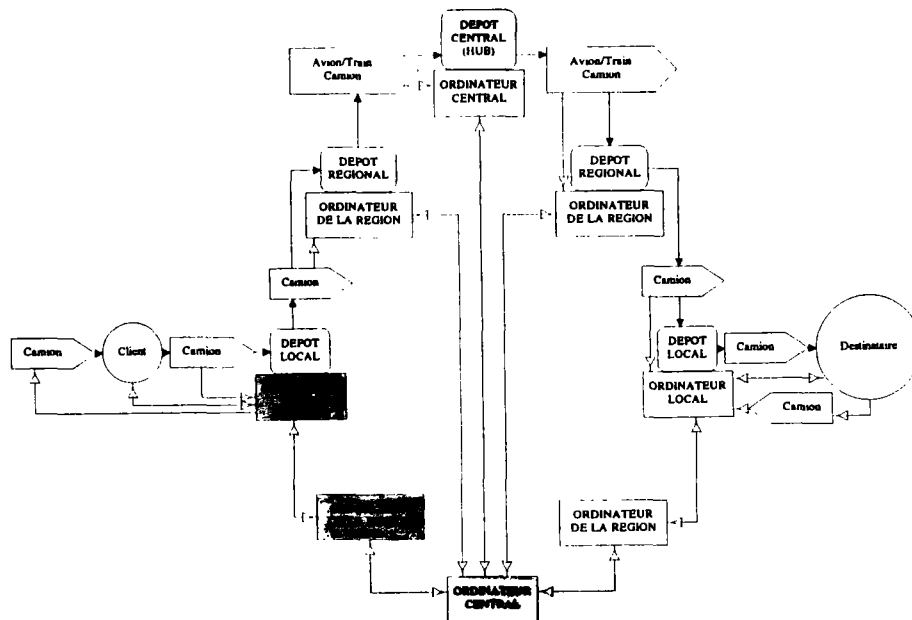 DEPOT
CENTRAL
(HUB)
Avion/Train
Camion
Avion/Train
Camion
ORDINATEUR
CENTRAL
DEPOT
REGIONAL
DEPOT
REGIONAL
ORDINATEUR
DE LA REGION
ORDINATEUR
DE LA REGION
Camion
Camion
Camion
Client
Camion
DEPOT
LOCAL
DEPOT
LOCAL
Camion
Destinataire
ORDINATEUR
LOCAL
Camion
ORDINATEUR
DE LA REGION
ORDINATEUR
CENTRAL